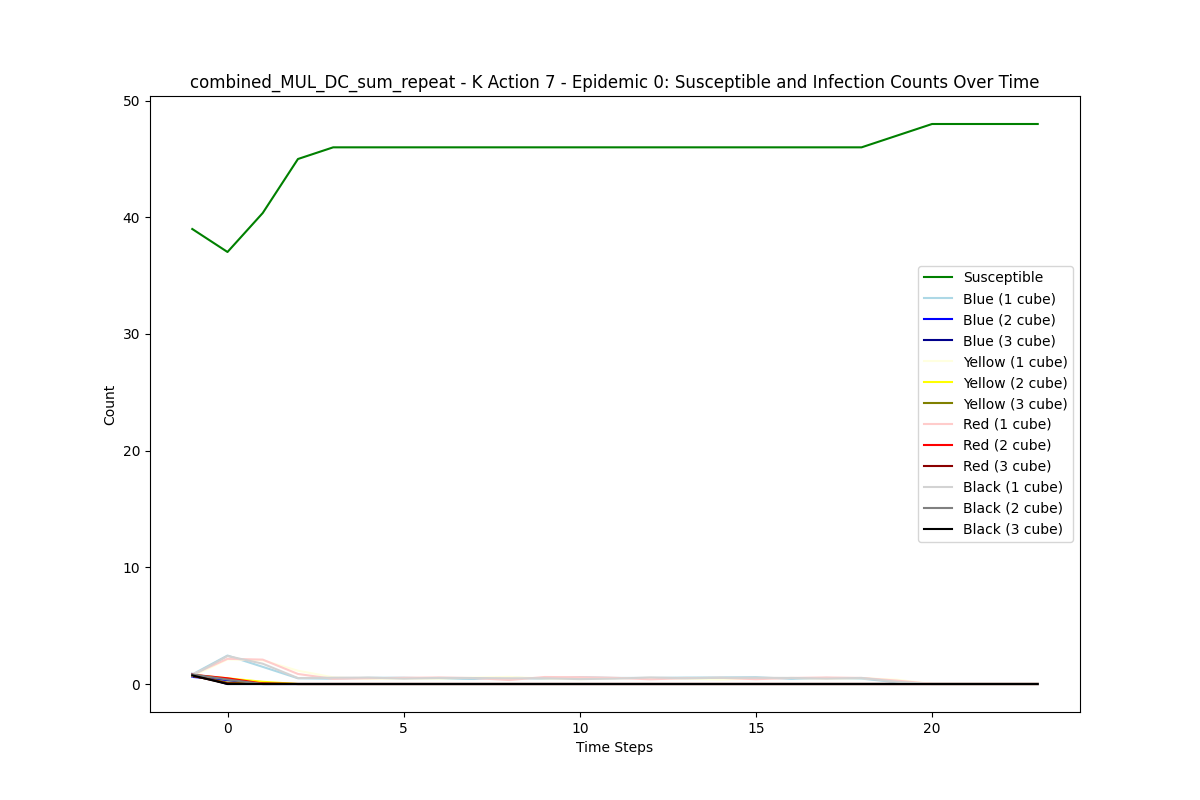 combined_MUL_DC_sum_repeat - K Action 7 - Epidemic 0: Susceptible and Infection Counts Over Time
50
40
30
20
10
0
Count
Susceptible
Blue (1 cube)
Blue (2 cube)
Blue (3 cube)
Yellow (1 cube)
Yellow (2 cube)
Yellow (3 cube)
Red (1 cube)
Red (2 cube)
Red (3 cube)
Black (1 cube)
Black (2 cube)
Black (3 cube)
0 5 10 15 20
Time Steps